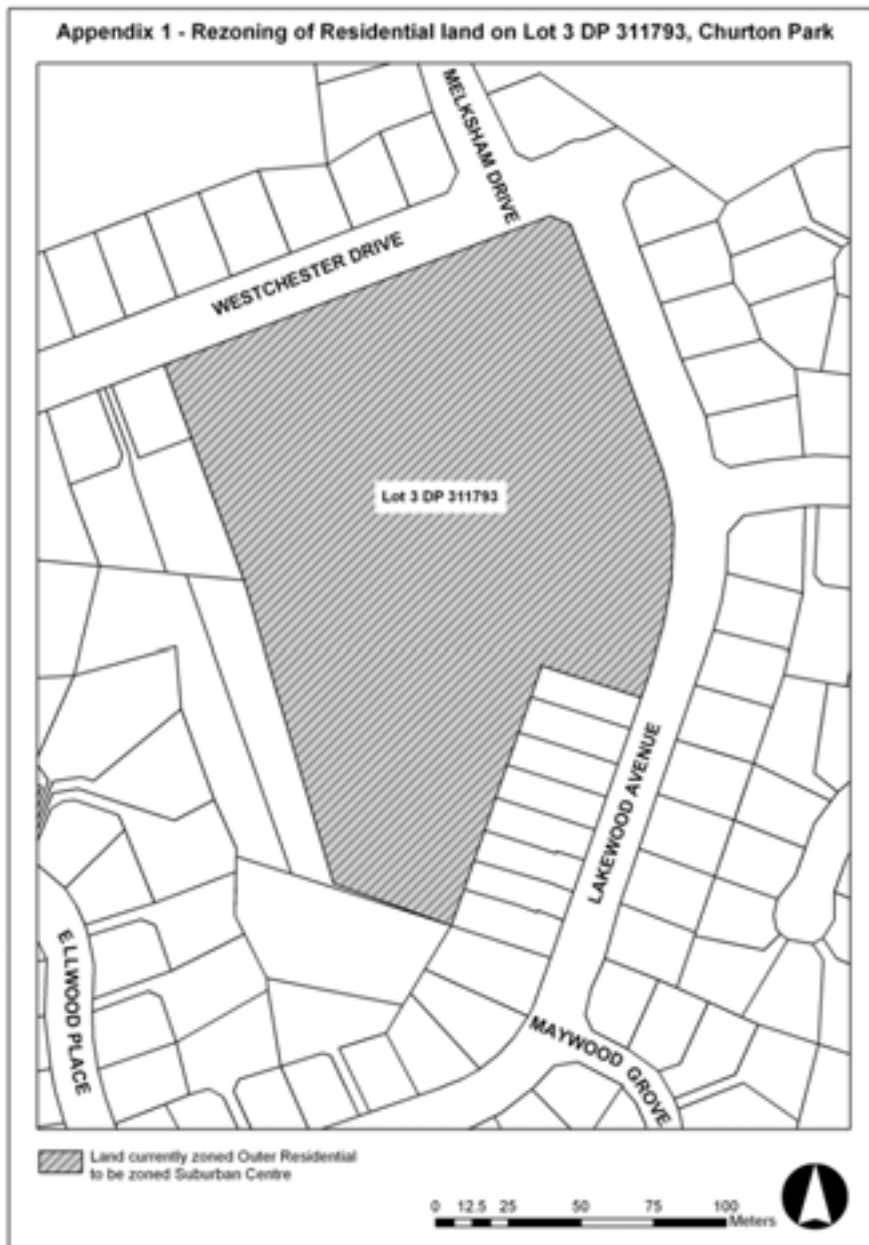 Appendix 1 - Rezoning of Residential land on Lot 3 DP 311793, Churton Park
MELKSHAM DRIVE
WESTCHESTER DRIVE
Lot 3 DP 311793
LAKEWOOD AVENUE
ELLWOOD PLACE
MAYWOOD GROVE
Land currently zoned Outer Residential
to be zoned Suburban Centre
0 12.5 25 50 75 100
Meters